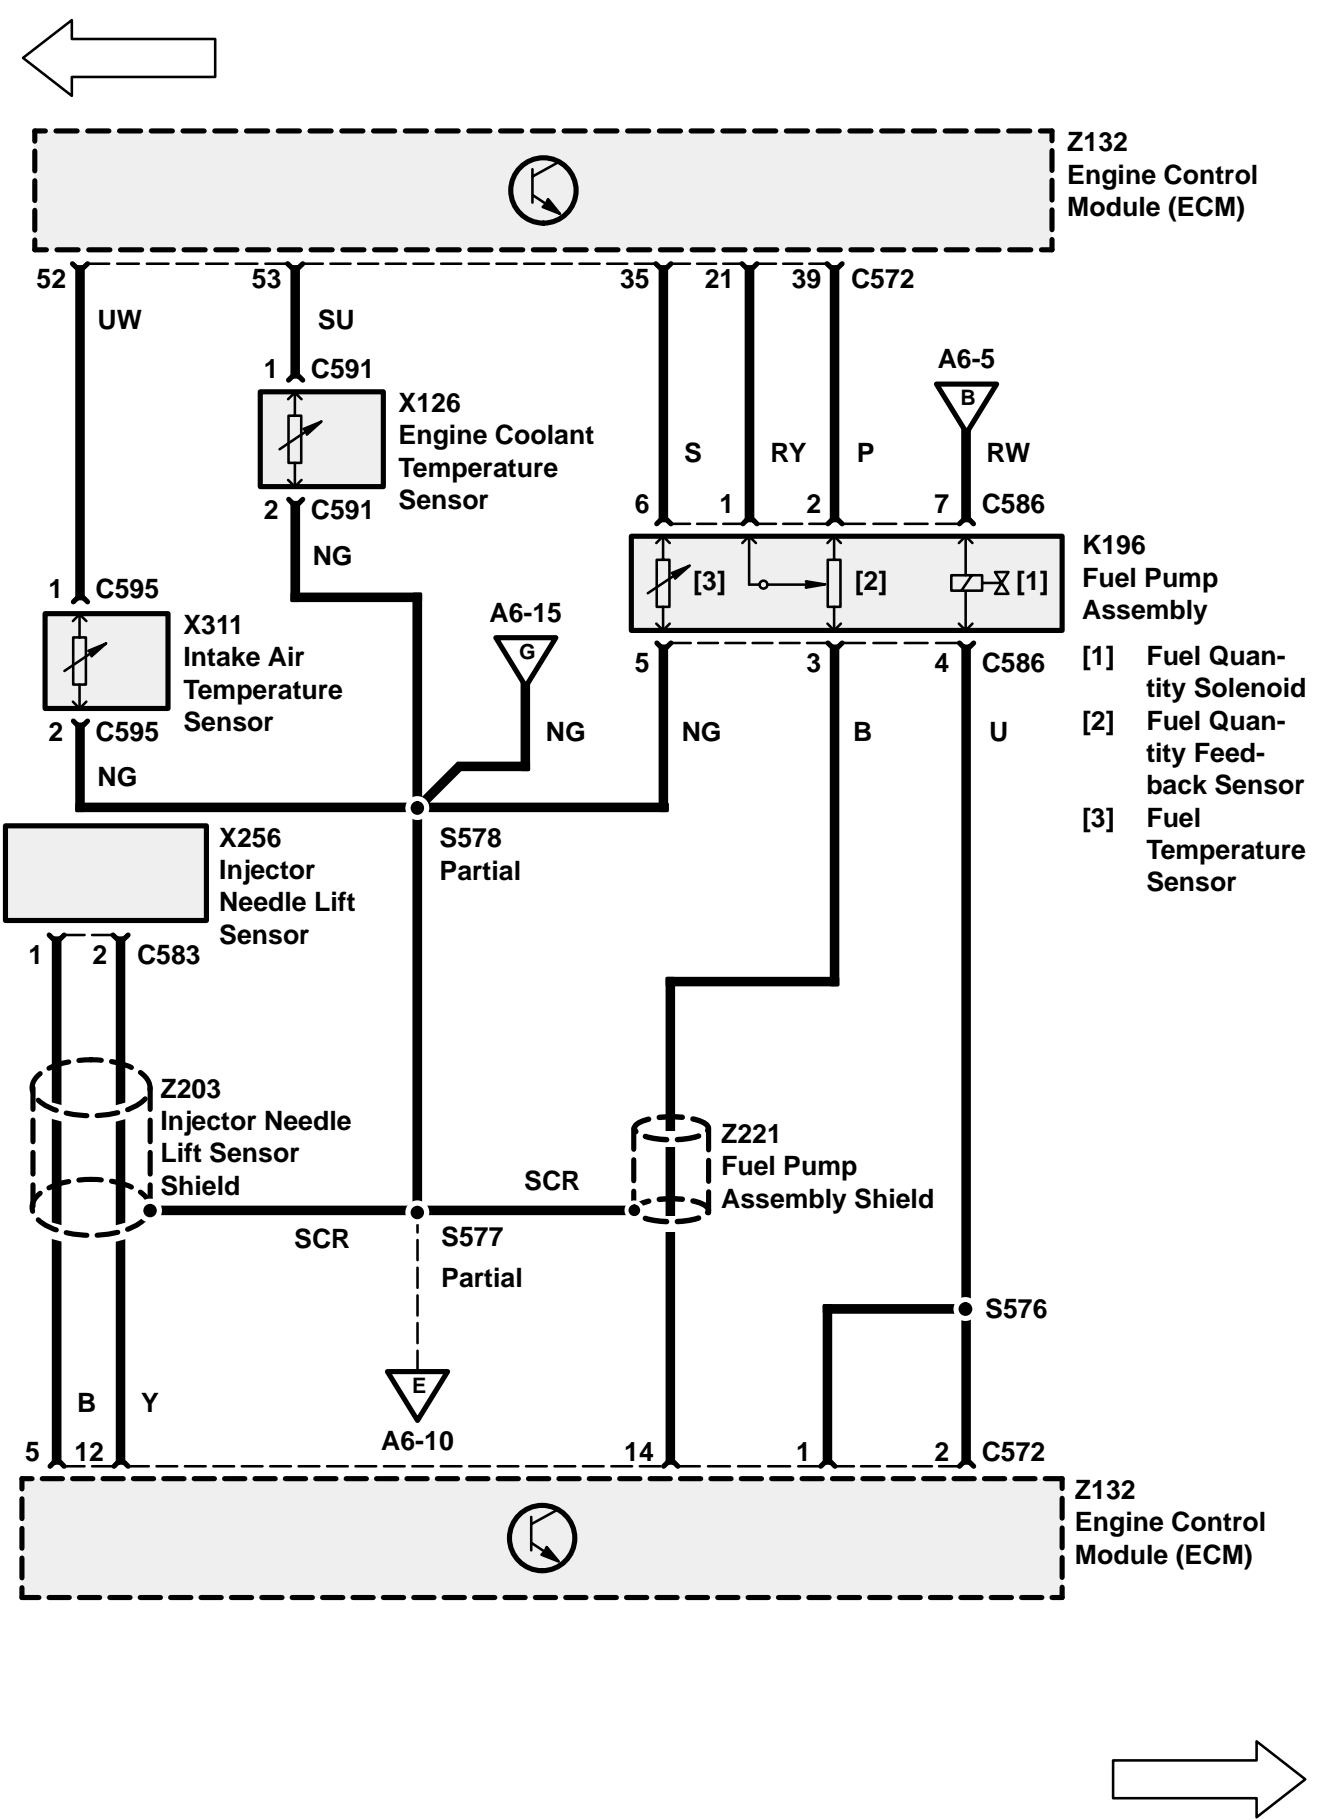 Z132
Engine Control
Module (ECM)
52 53 35 21 39 C572
UW SU
1 C591
A6-5
B
X126
Engine Coolant
Temperature
Sensor
S RY P RW
2 C591
6 1 2 7 C586
NG
[3] [2] [1]
K196
Fuel Pump
Assembly
1 C595
X311
Intake Air
Temperature
Sensor
A6-15
G
5 3 4 C586
[1] Fuel Quan-
tity Solenoid
[2] Fuel Quan-
tity Feed-
back Sensor
[3] Fuel
Temperature
Sensor
2 C595
NG NG NG B U
X256
Injector
Needle Lift
Sensor
S578
Partial
1 2 C583
Z203
Injector Needle
Lift Sensor
Shield
Z221
Fuel Pump
Assembly Shield
SCR
SCR
S577
Partial
S576
B Y
E
A6-10
5 12 14 1 2 C572
Z132
Engine Control
Module (ECM)